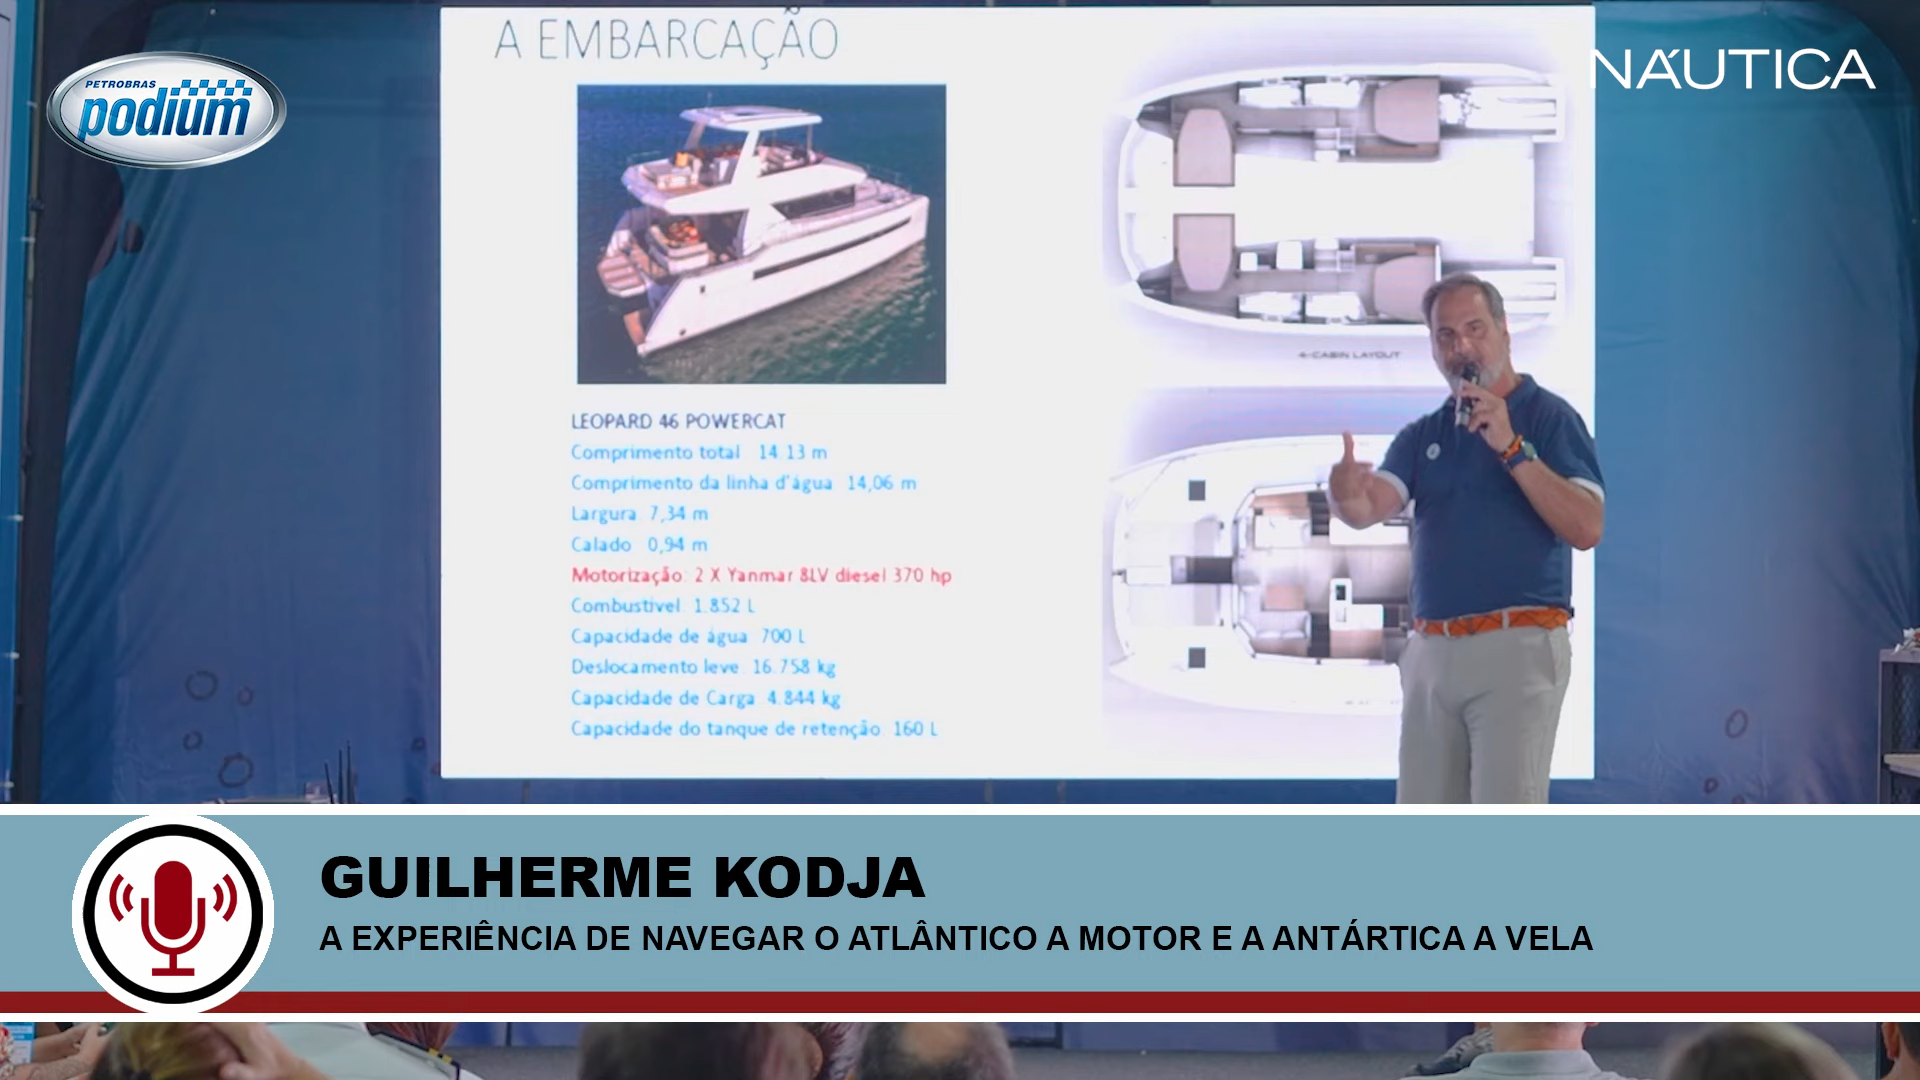 A EMBARCAÇÃO
PETROBRAS
podium
NÁUTICA
4-CABIN LAYOUT
LEOPARD 46 POWERCAT
Comprimento total 14.13 m
Comprimento da linha d'água 14,06 m
Largura 7,34 m
Calado 0,94 m
Motorização: 2 X Yanmar 8LV diesel 370 hp
Combustível 1.852 L
Capacidade de água 700 L
Deslocamento leve 16.758 kg
Capacidade de Carga 4.844 kg
Capacidade do tanque de retenção: 160 L
GUILHERME KODJA
A EXPERIÊNCIA DE NAVEGAR O ATLÂNTICO A MOTOR E A ANTÁRTICA A VELA